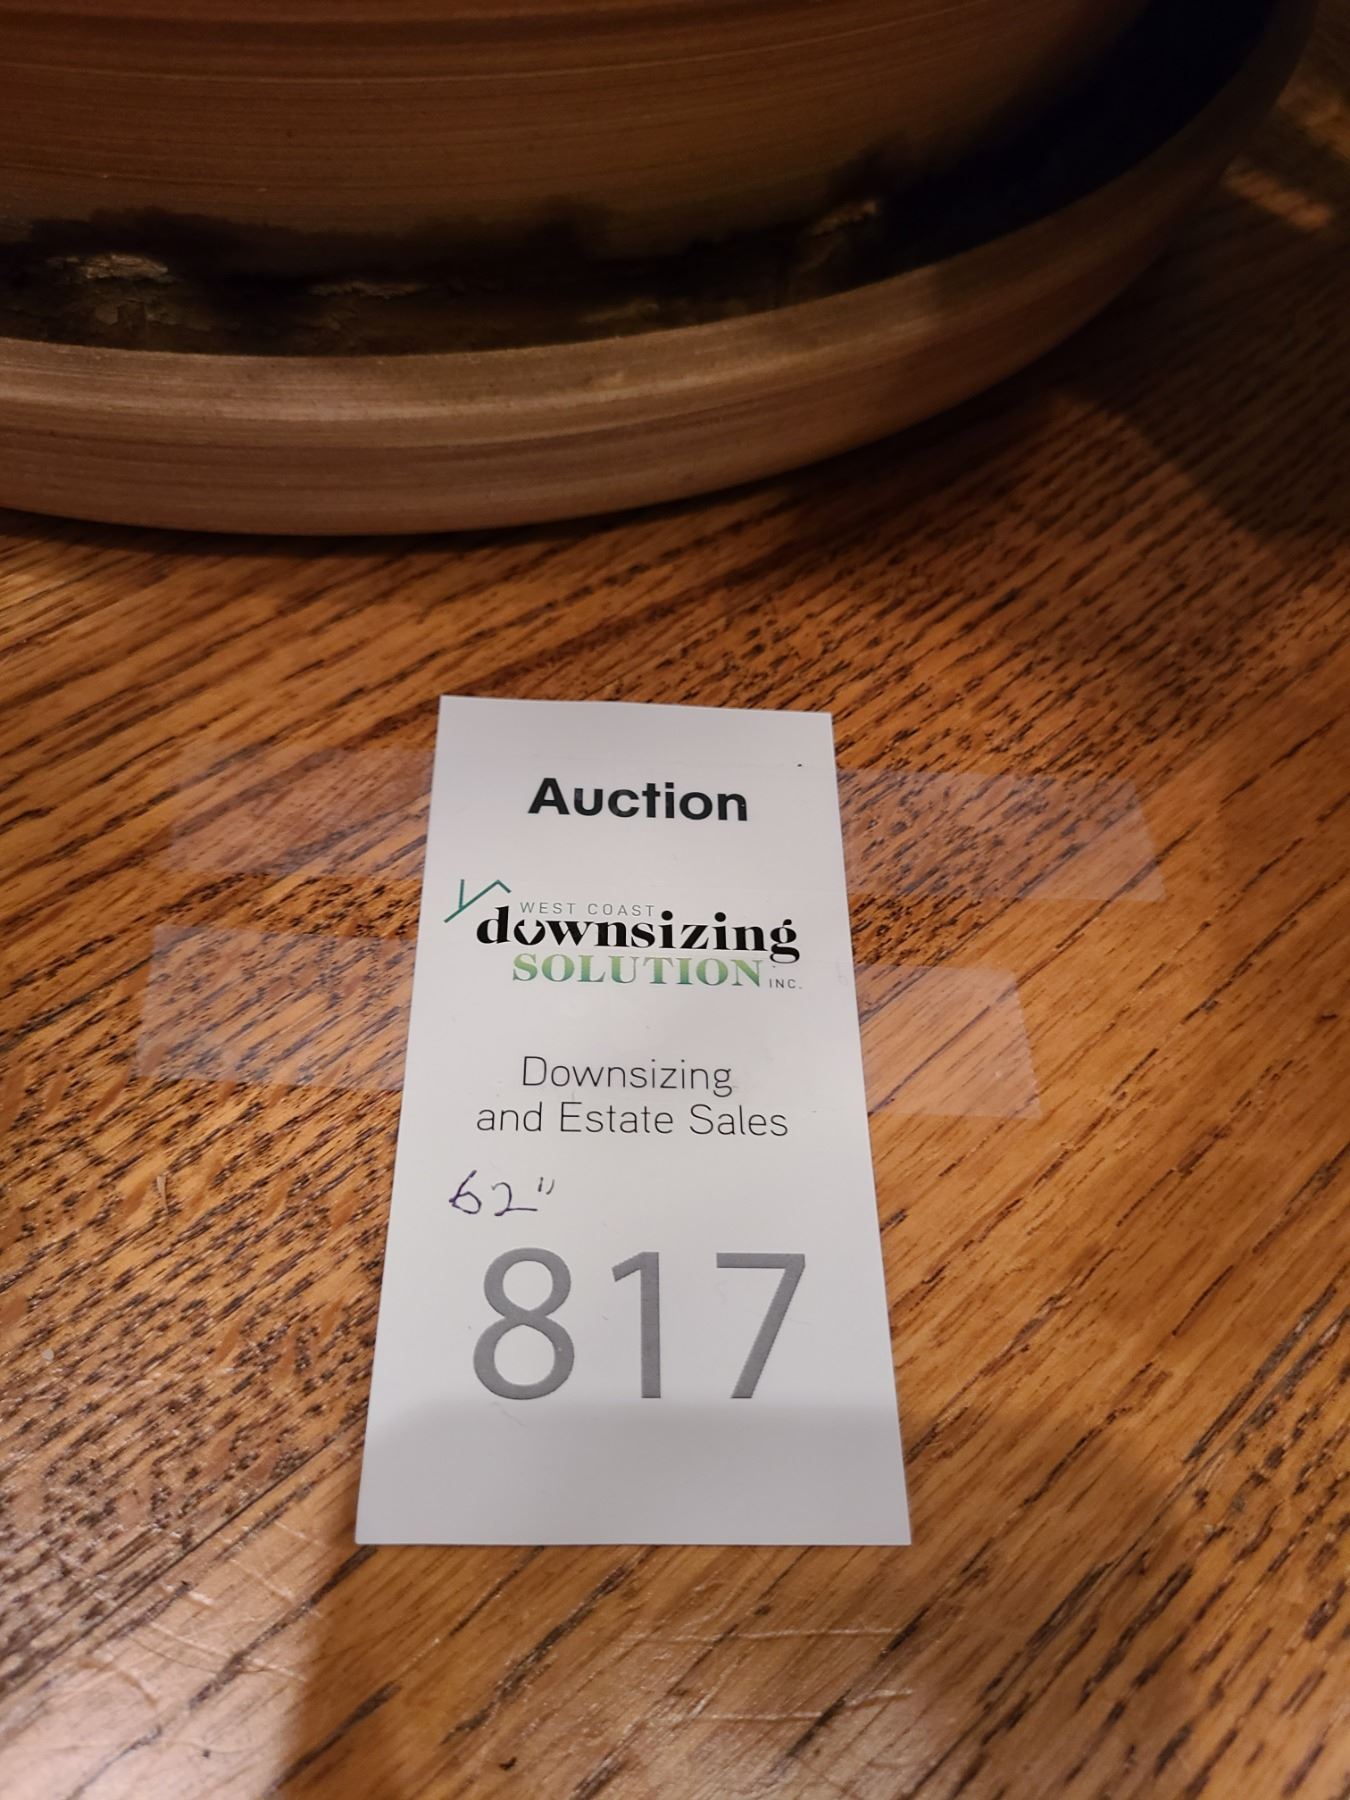 Auction
WEST COAST
downsizing
SOLUTION INC.
Downsizing
and Estate Sales
62"
817